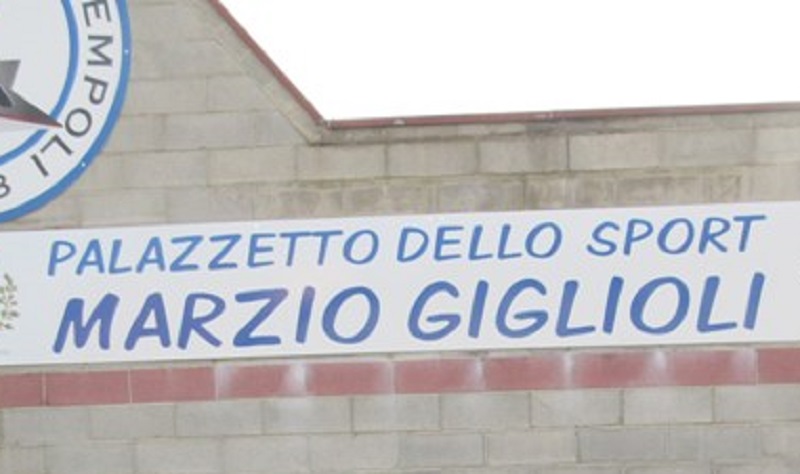 EMPOLI
PALAZZETTO DELLO SPORT
MARZIO GIGLIOLI